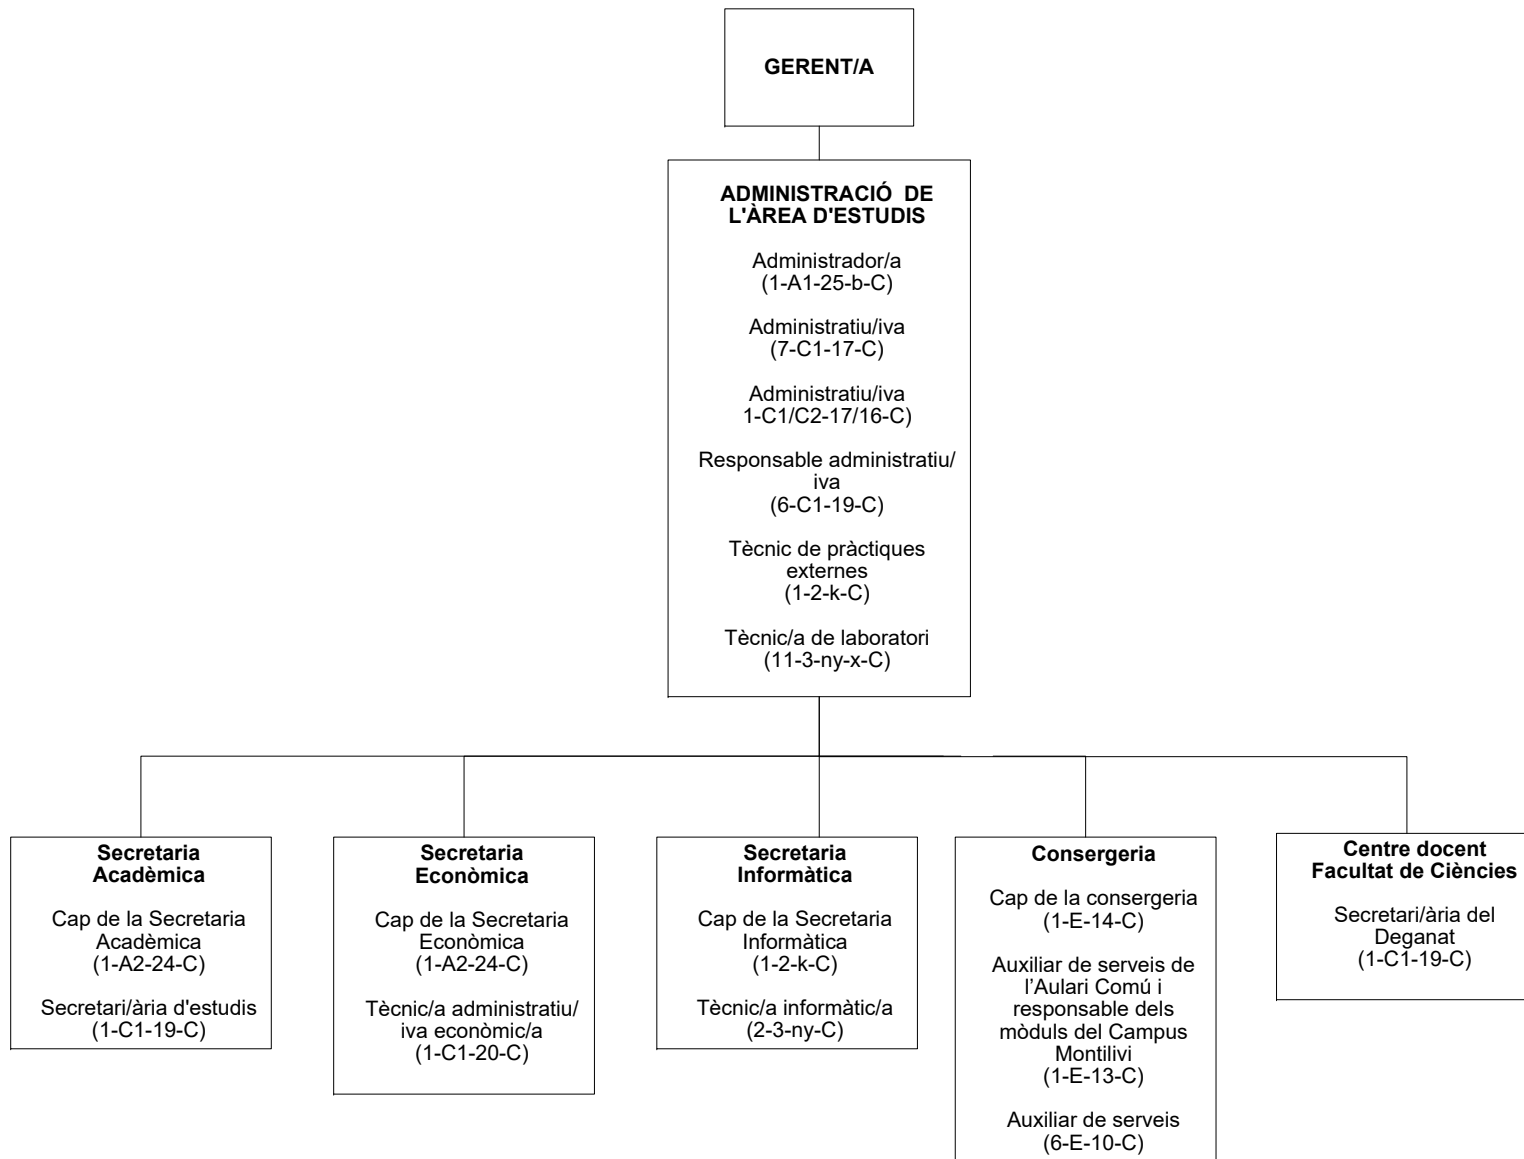 GERENT/A
ADMINISTRACIÓ DE
L'ÀREA D'ESTUDIS
Administrador/a
(1-A1-25-b-C)
Administratiu/iva
(7-C1-17-C)
Administratiu/iva
1-C1/C2-17/16-C)
Responsable administratiu/
iva
(6-C1-19-C)
Tècnic de pràctiques
externes
(1-2-k-C)
Tècnic/a de laboratori
(11-3-ny-x-C)
Secretaria
Acadèmica
Cap de la Secretaria
Acadèmica
(1-A2-24-C)
Secretari/ària d'estudis
(1-C1-19-C)
Secretaria
Econòmica
Cap de la Secretaria
Econòmica
(1-A2-24-C)
Tècnic/a administratiu/
iva econòmic/a
(1-C1-20-C)
Secretaria
Informàtica
Cap de la Secretaria
Informàtica
(1-2-k-C)
Tècnic/a informàtic/a
(2-3-ny-C)
Consergeria
Cap de la consergeria
(1-E-14-C)
Auxiliar de serveis de
l’Aulari Comú i
responsable dels
mòduls del Campus
Montilivi
(1-E-13-C)
Auxiliar de serveis
(6-E-10-C)
Centre docent
Facultat de Ciències
Secretari/ària del
Deganat
(1-C1-19-C)